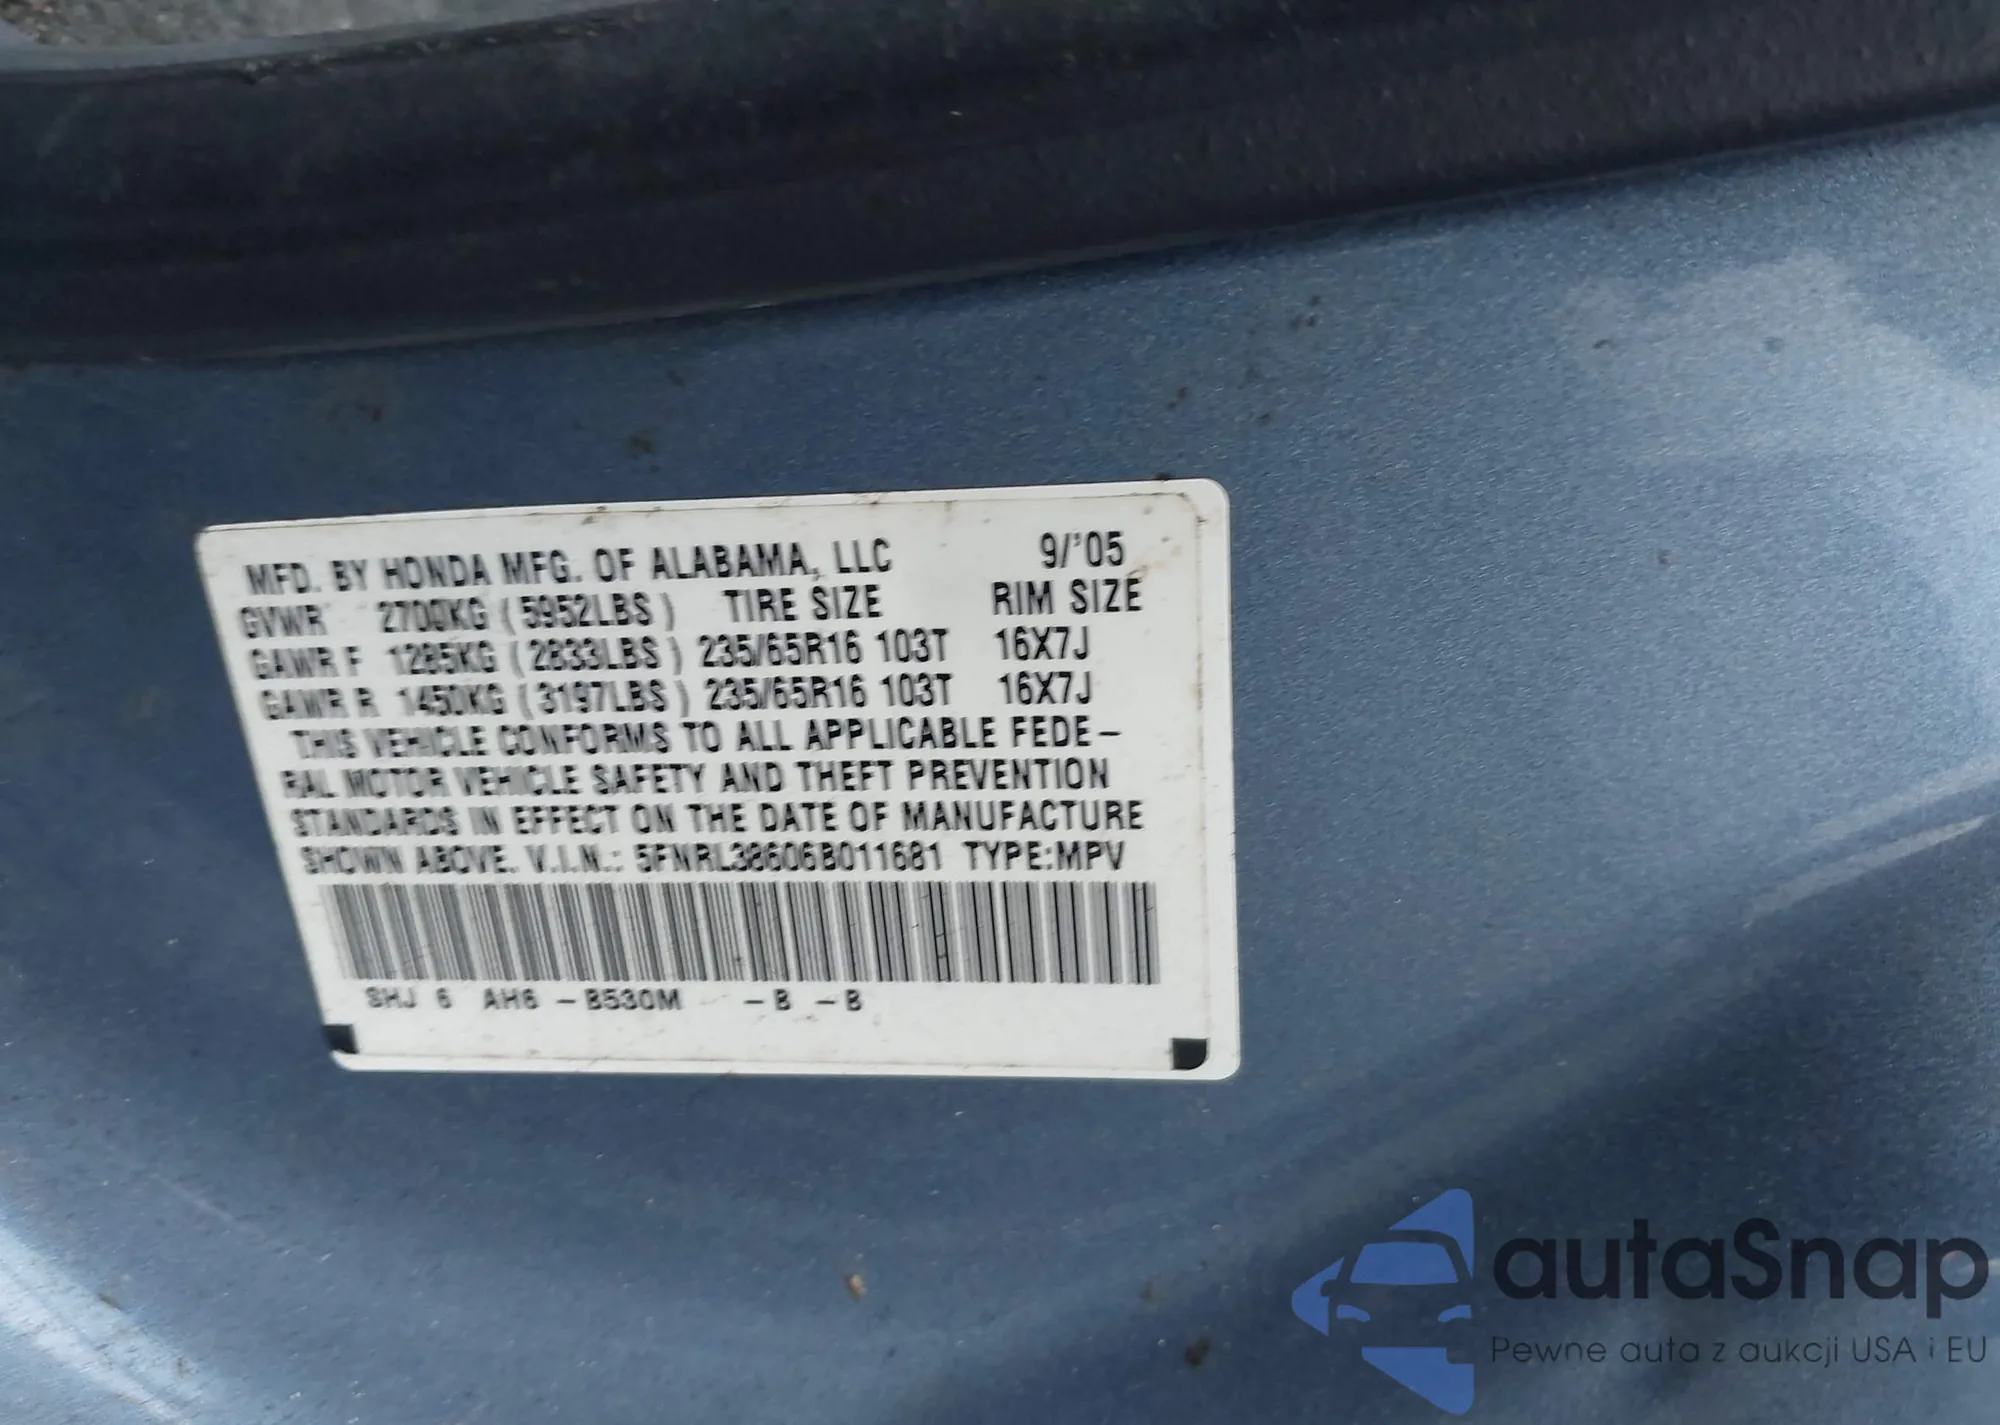 MFD. BY HONDA MFG. OF ALABAMA, LLC 9/'05
GVWR 2700KG (5952LBS) TIRE SIZE RIM SIZE
GAWR F 1285KG (2833LBS) 235/65R16 103T 16X7J
GAWR R 1450KG (3197LBS) 235/65R16 103T 16X7J
THIS VEHICLE CONFORMS TO ALL APPLICABLE FEDE-
RAL MOTOR VEHICLE SAFETY AND THEFT PREVENTION
STANDARDS IN EFFECT ON THE DATE OF MANUFACTURE
SHOWN ABOVE. V.I.N.: 5FNRL38606B011681 TYPE:MPV
SHJ 6 AH6 -B530M -B -B
autaSnap
Pewne auta z aukcji USA i EU